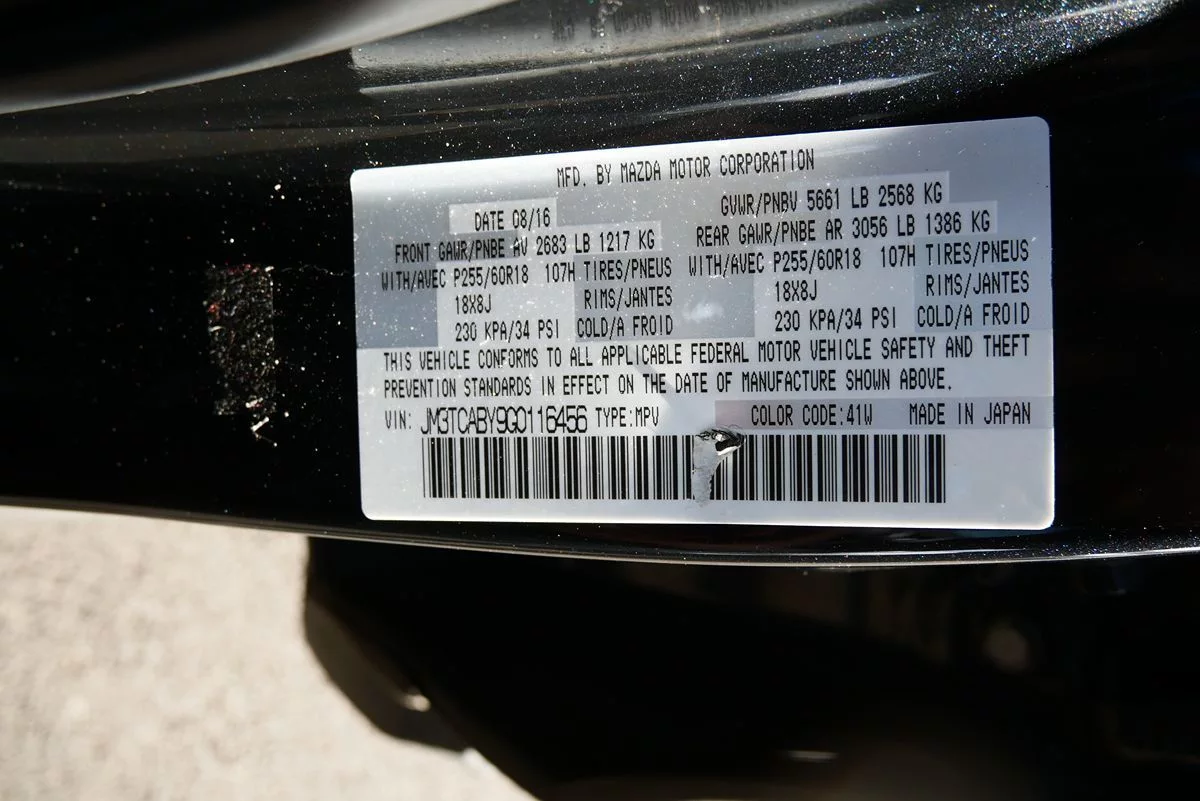 MFD. BY MAZDA MOTOR CORPORATION
DATE 08/16 GVWR/PNBV 5661 LB 2568 KG
FRONT GAWR/PNBE AV 2683 LB 1217 KG REAR GAWR/PNBE AR 3056 LB 1386 KG
WITH/AVEC P255/60R18 107H TIRES/PNEUS WITH/AVEC P255/60R18 107H TIRES/PNEUS
18X8J RIMS/JANTES 18X8J RIMS/JANTES
230 KPA/34 PSI COLD/A FROID 230 KPA/34 PSI COLD/A FROID
THIS VEHICLE CONFORMS TO ALL APPLICABLE FEDERAL MOTOR VEHICLE SAFETY AND THEFT
PREVENTION STANDARDS IN EFFECT ON THE DATE OF MANUFACTURE SHOWN ABOVE.
VIN: JM3TCABY9G0116456 TYPE:MPV COLOR CODE:41W MADE IN JAPAN